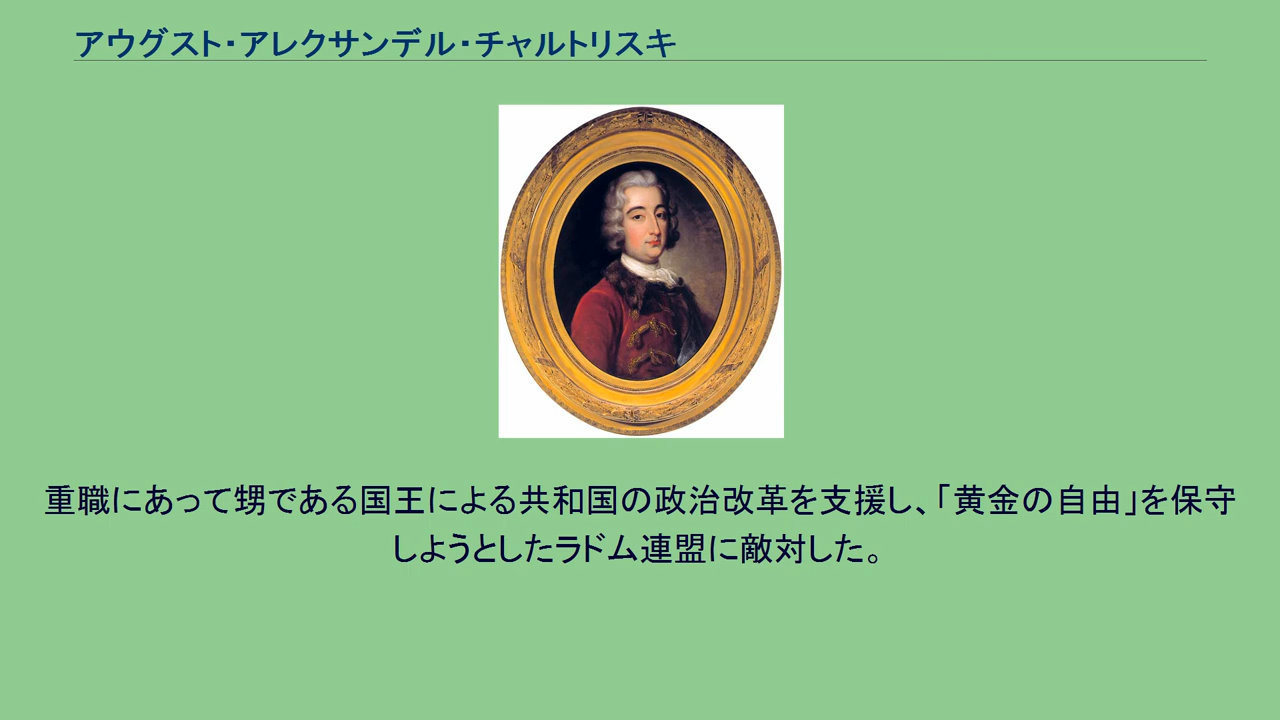 アウグスト・アレクサンデル・チャルトリスキ
重職にあって甥である国王による共和国の政治改革を支援し、「黄金の自由」を保守
しようとしたラドム連盟に敵対した。